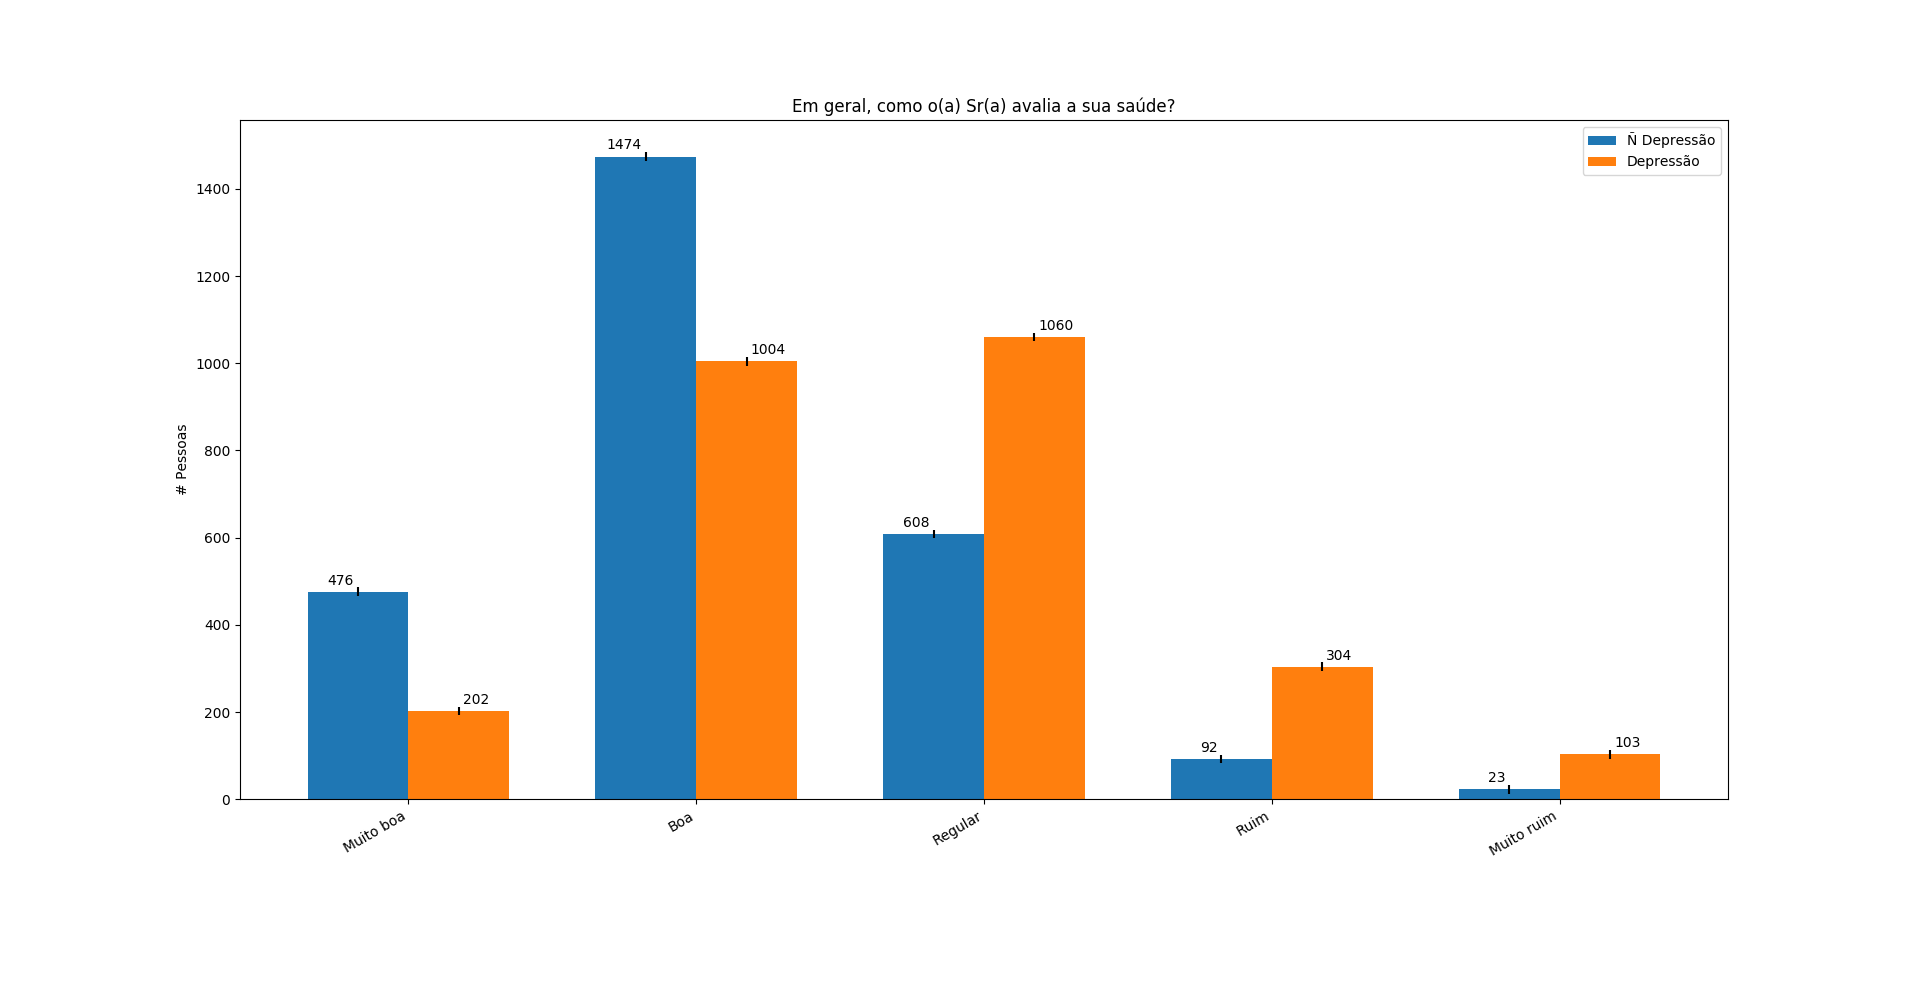 Em geral, como o(a) Sr(a) avalia a sua saúde?
Ñ Depressão
Depressão
# Pessoas
1400
1200
1000
800
600
400
200
0
476
202
1474
1004
608
1060
92
304
23
103
Muito boa
Boa
Regular
Ruim
Muito ruim